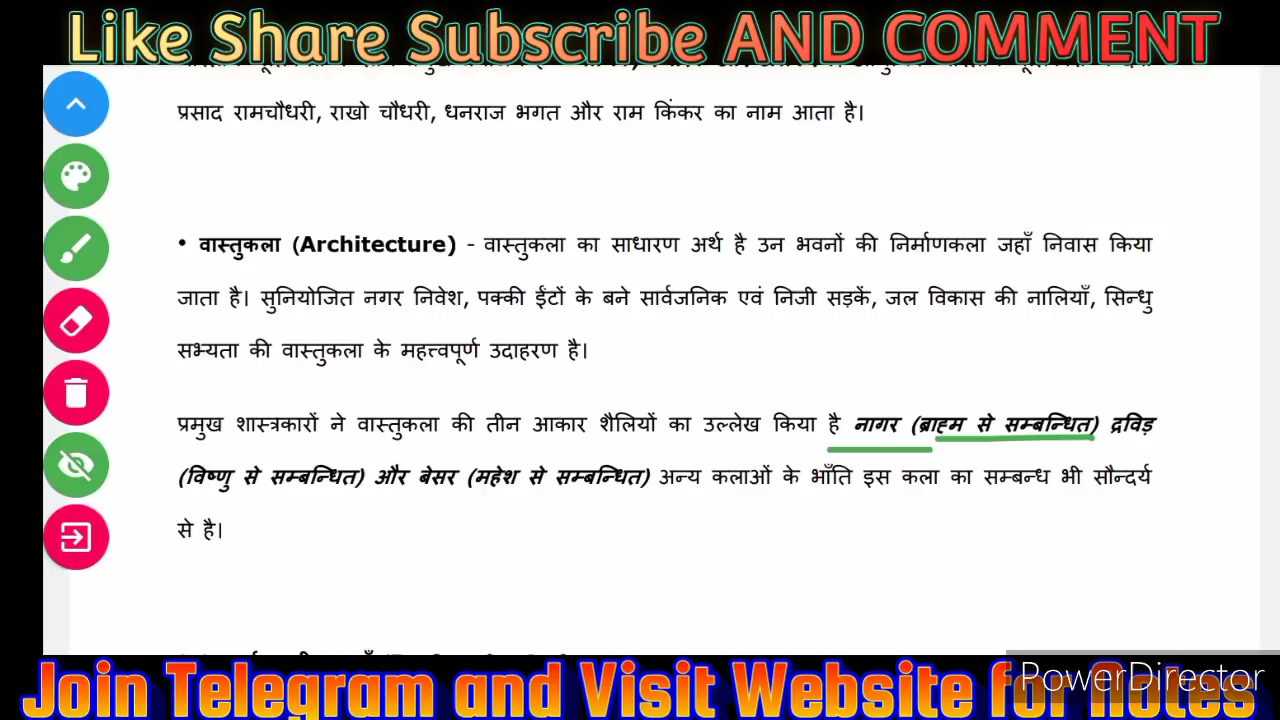 Like Share Subscribe AND COMMENT
प्रसाद रामचौधरी, राखो चौधरी, धनराज भगत और राम किंकर का नाम आता है।
• वास्तुकला (Architecture) - वास्तुकला का साधारण अर्थ है उन भवनों की निर्माणकला जहाँ निवास किया
जाता है। सुनियोजित नगर निवेश, पक्की ईंटों के बने सार्वजनिक एवं निजी सड़कें, जल विकास की नालियाँ, सिन्धु
सभ्यता की वास्तुकला के महत्त्वपूर्ण उदाहरण है।
प्रमुख शास्त्रकारों ने वास्तुकला की तीन आकार शैलियों का उल्लेख किया है नागर (ब्राह्म से सम्बन्धित) द्रविड़
(विष्णु से सम्बन्धित) और बेसर (महेश से सम्बन्धित) अन्य कलाओं के भाँति इस कला का सम्बन्ध भी सौन्दर्य
से है।
PowerDirector
Join Telegram and Visit Website for Notes